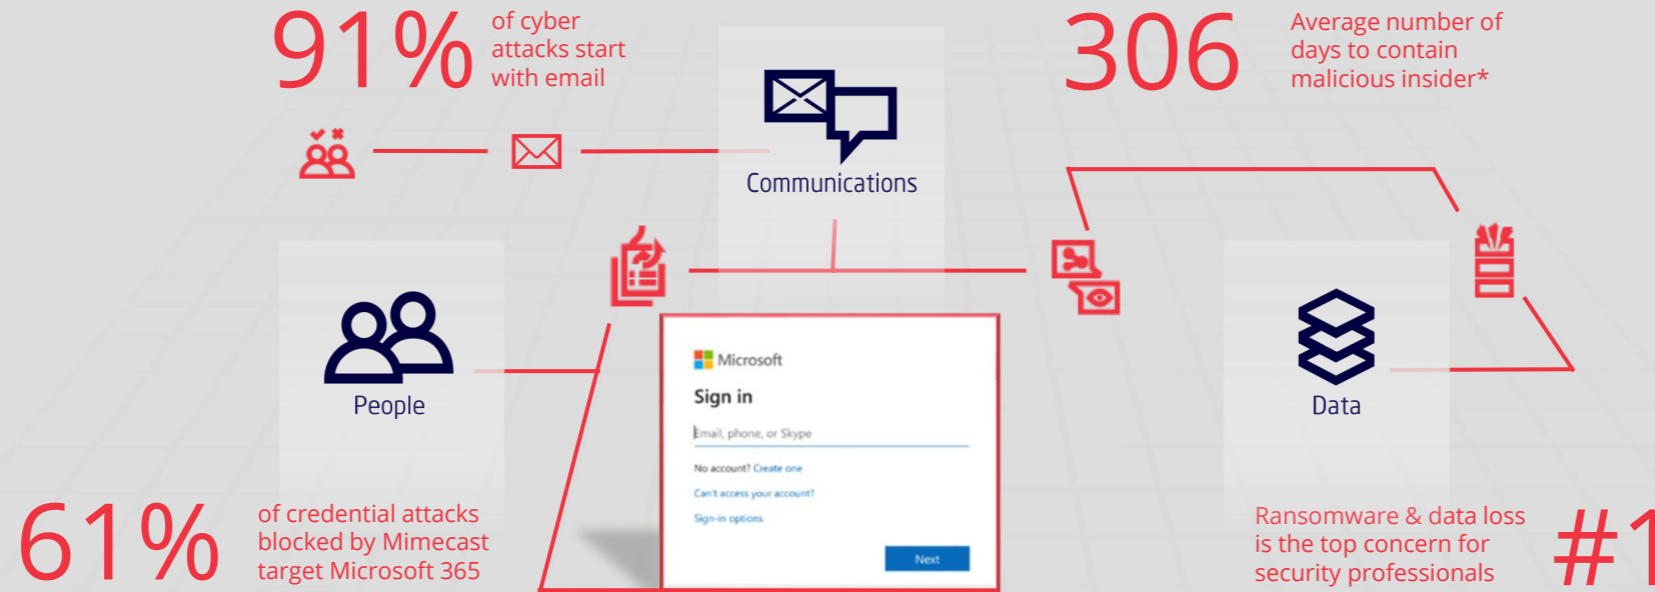 91%
of cyber
attacks start
with email
306
Average number of
days to contain
malicious insider*
Communications
People
Data
Microsoft
Sign in
Email, phone, or Skype
No account? Create one
Can't access your account?
Sign-in options
Next
61%
of credential attacks
blocked by Mimecast
target Microsoft 365
Ransomware & data loss
is the top concern for
security professionals
#1